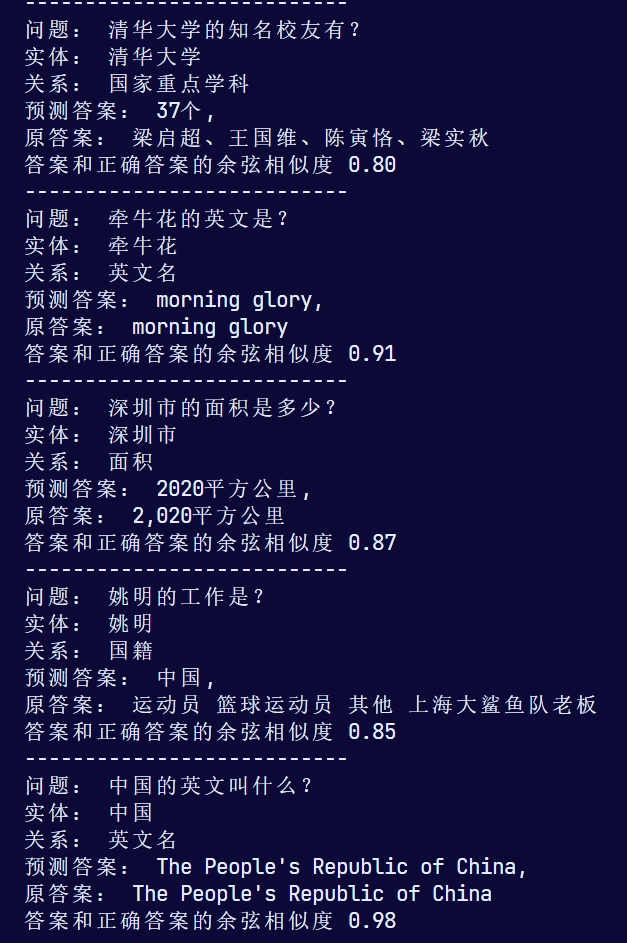 ---------------------------
问题： 清华大学的知名校友有？
实体： 清华大学
关系： 国家重点学科
预测答案： 37个,
原答案： 梁启超、王国维、陈寅恪、梁实秋
答案和正确答案的余弦相似度 0.80
---------------------------
问题： 牵牛花的英文是？
实体： 牵牛花
关系： 英文名
预测答案： morning glory,
原答案： morning glory
答案和正确答案的余弦相似度 0.91
---------------------------
问题： 深圳市的面积是多少？
实体： 深圳市
关系： 面积
预测答案： 2020平方公里,
原答案： 2,020平方公里
答案和正确答案的余弦相似度 0.87
---------------------------
问题： 姚明的工作是？
实体： 姚明
关系： 国籍
预测答案： 中国,
原答案： 运动员 篮球运动员 其他 上海大鲨鱼队老板
答案和正确答案的余弦相似度 0.85
---------------------------
问题： 中国的英文叫什么？
实体： 中国
关系： 英文名
预测答案： The People's Republic of China,
原答案： The People's Republic of China
答案和正确答案的余弦相似度 0.98